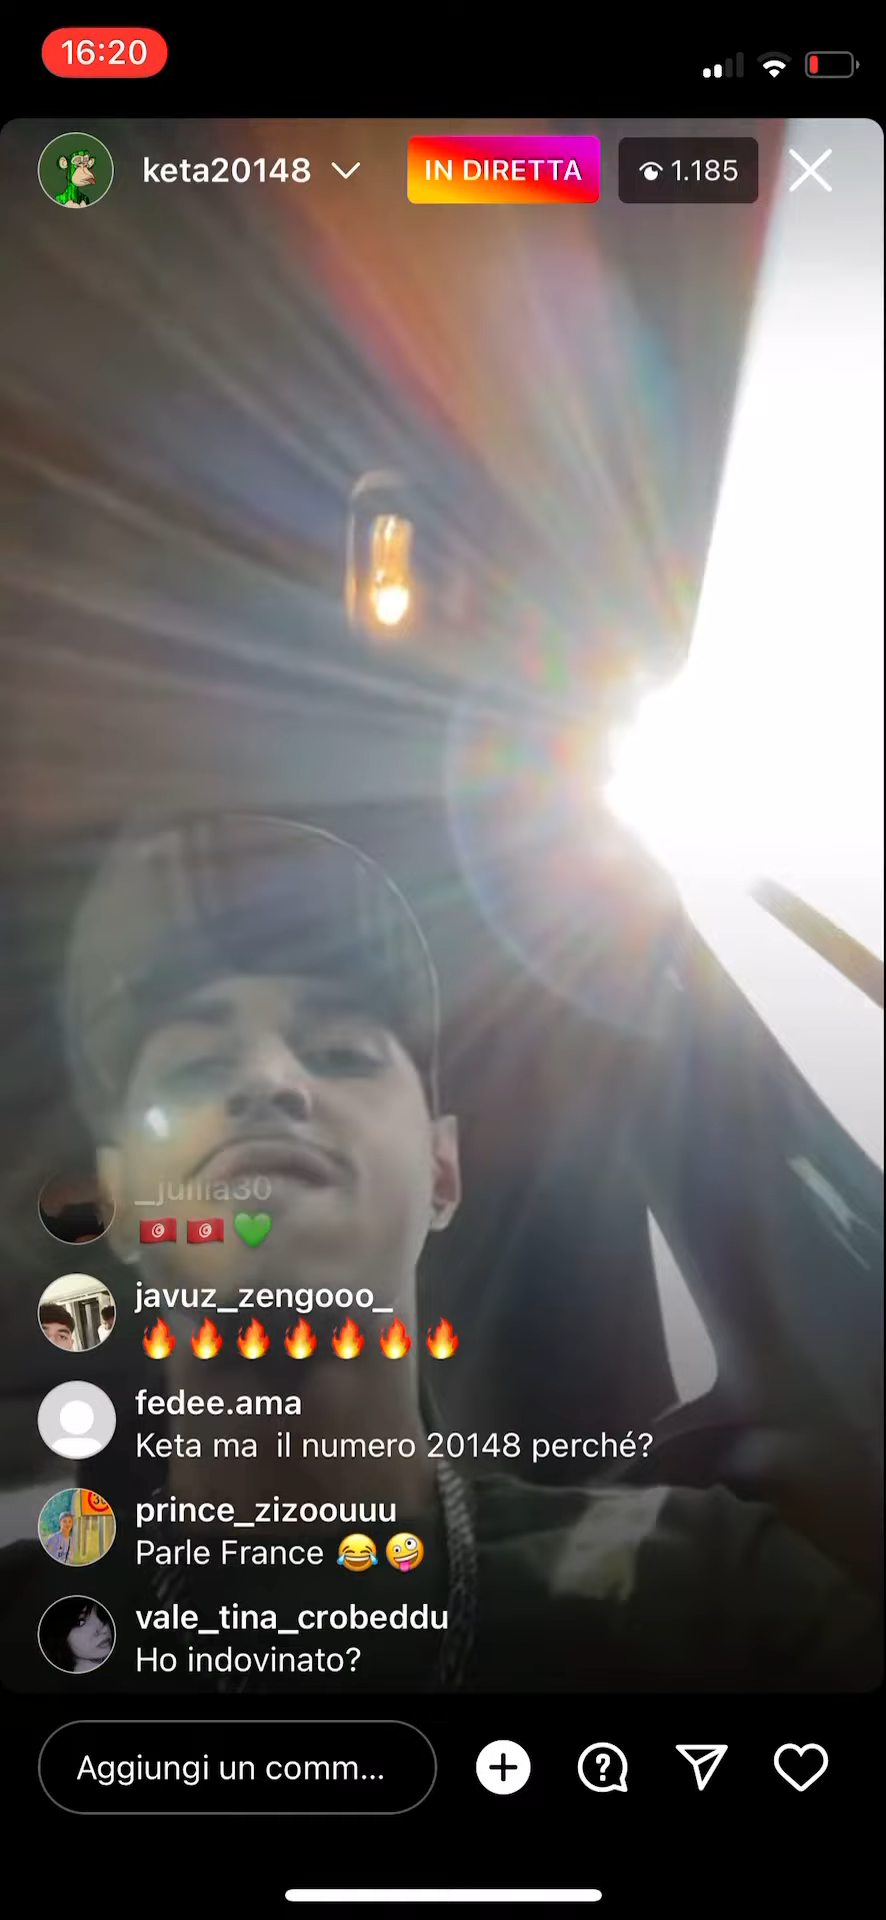 16:20
keta20148
IN DIRETTA
1.185
_juliia30
🇹🇳 🇹🇳 💚
javuz_zengooo_
🔥🔥🔥🔥🔥🔥🔥
fedee.ama
Keta ma  il numero 20148 perché?
prince_zizoouuu
Parle France 😂🤪
vale_tina_crobeddu
Ho indovinato?
Aggiungi un comm...